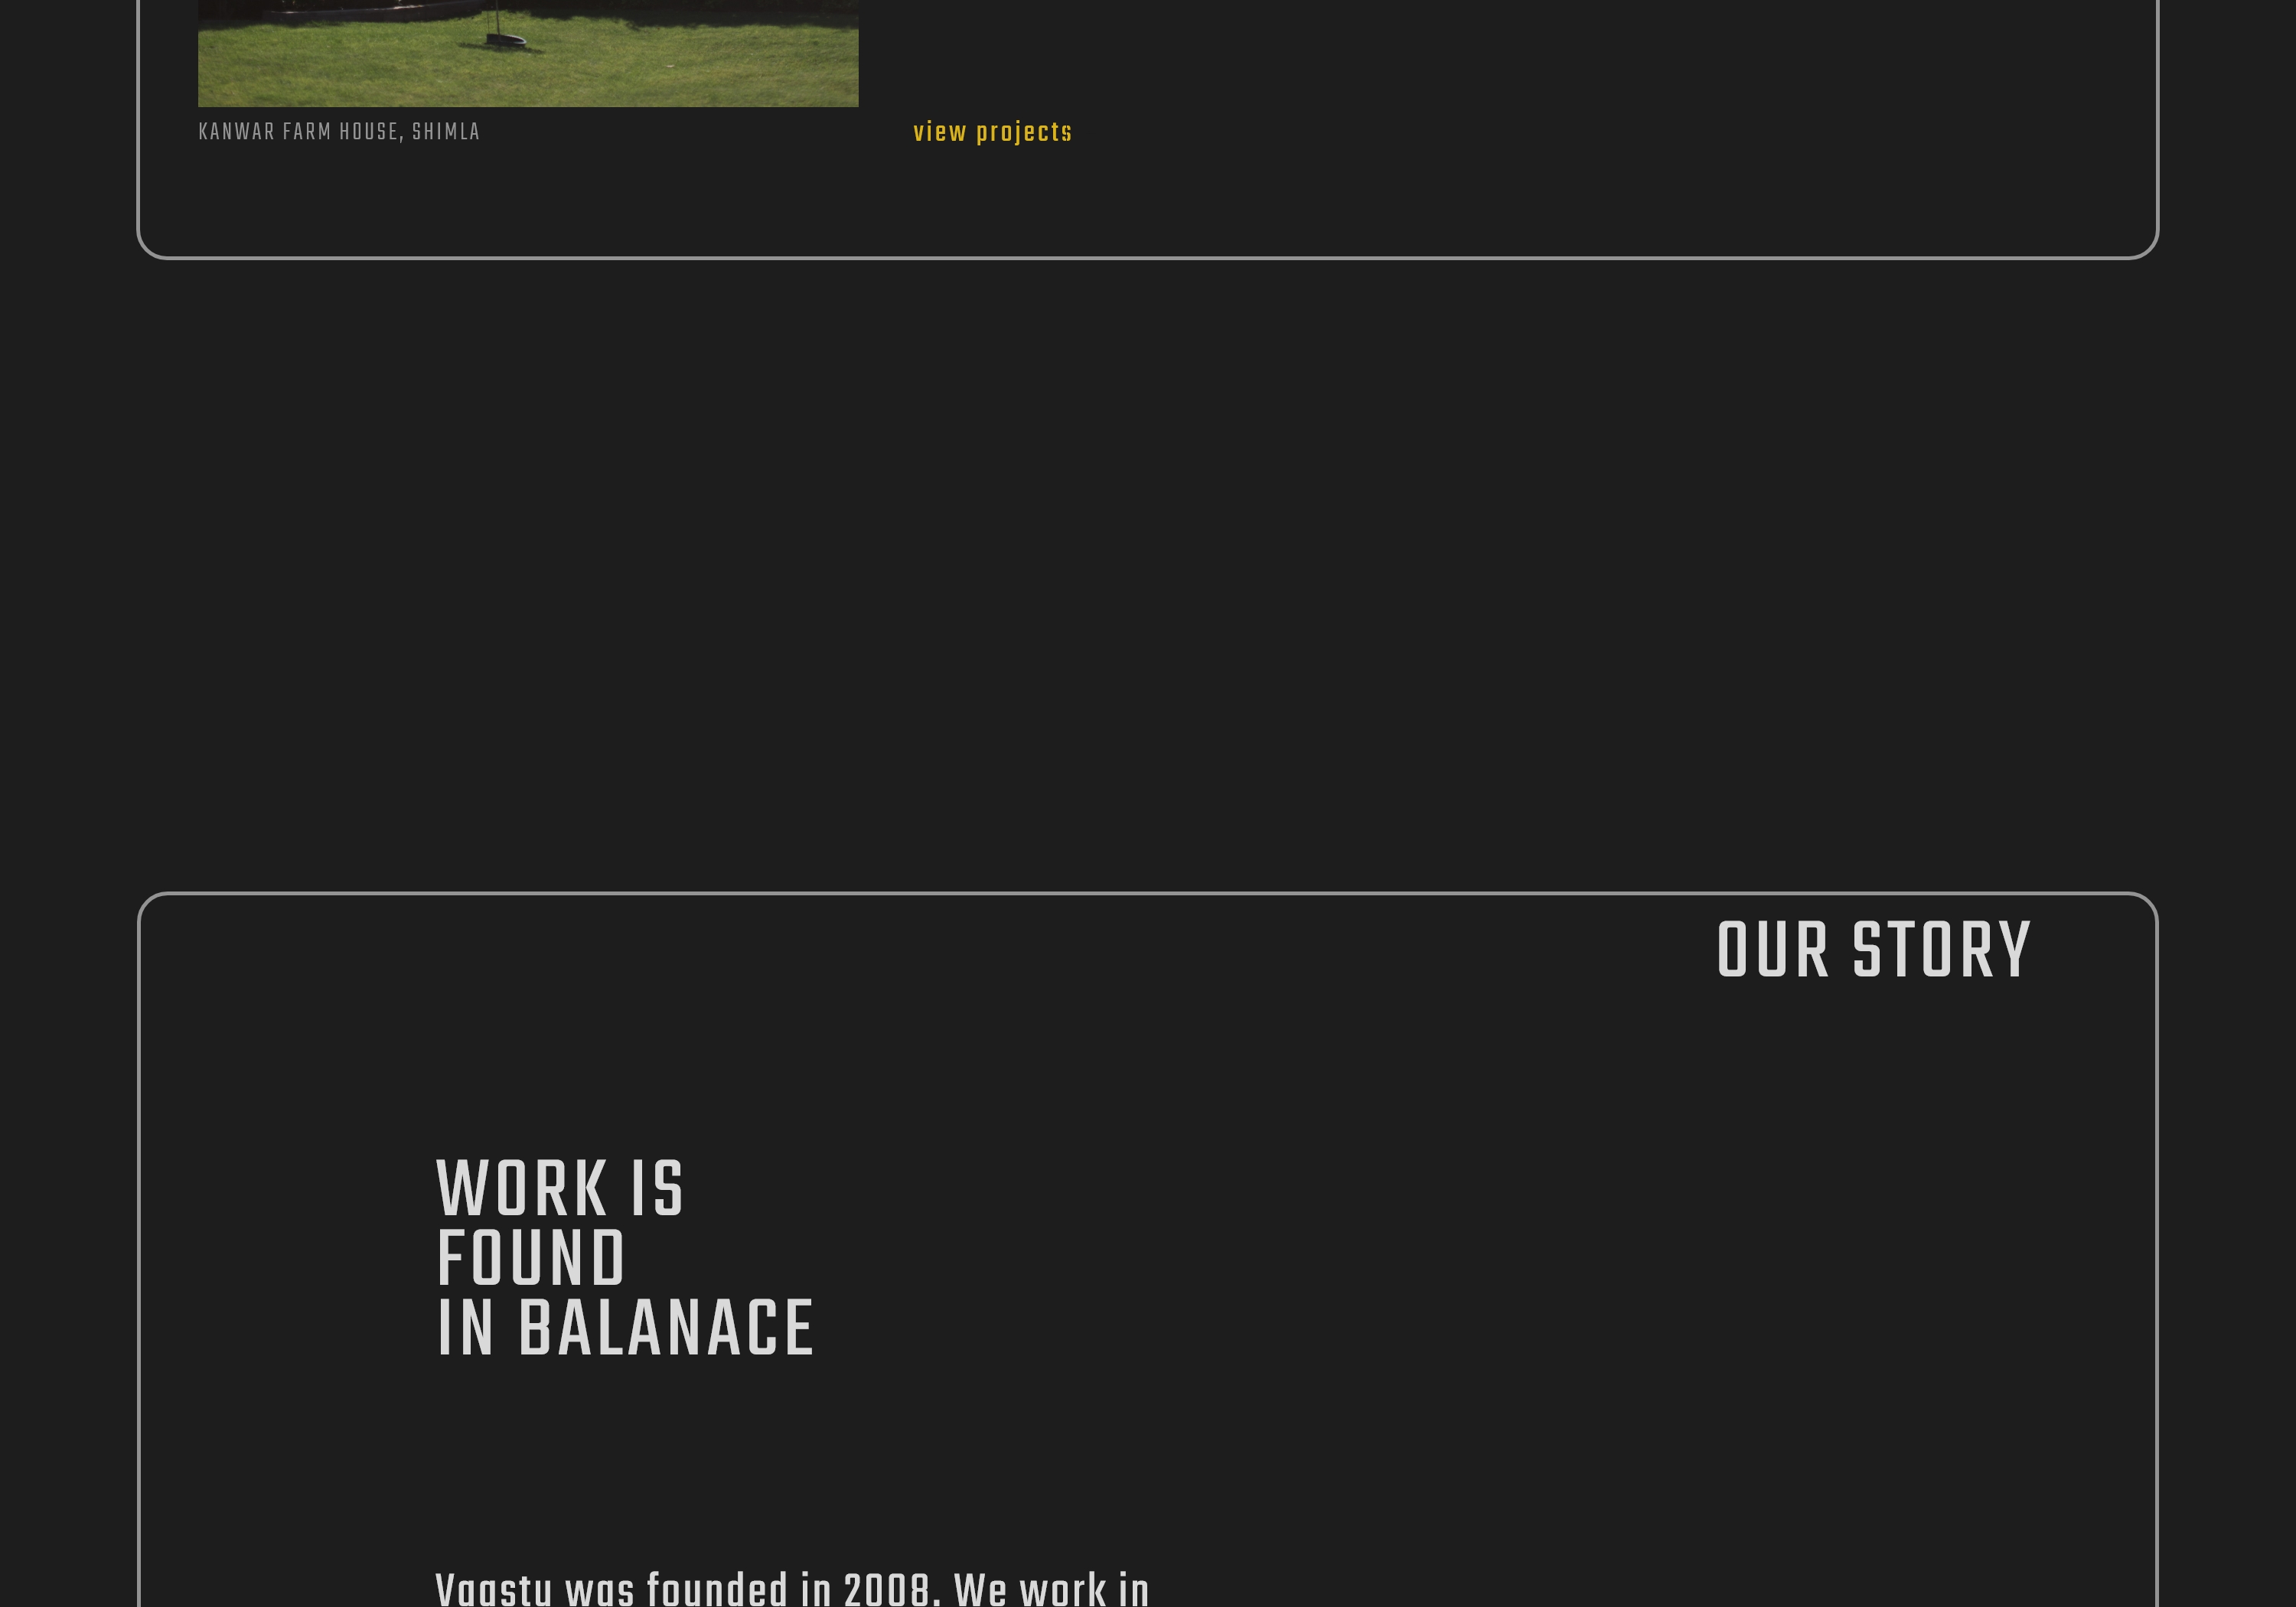 KANWAR FARM HOUSE, SHIMLA
view projects
OUR STORY
WORK IS
FOUND
IN BALANACE
Vaastu was founded in 2008. We work in